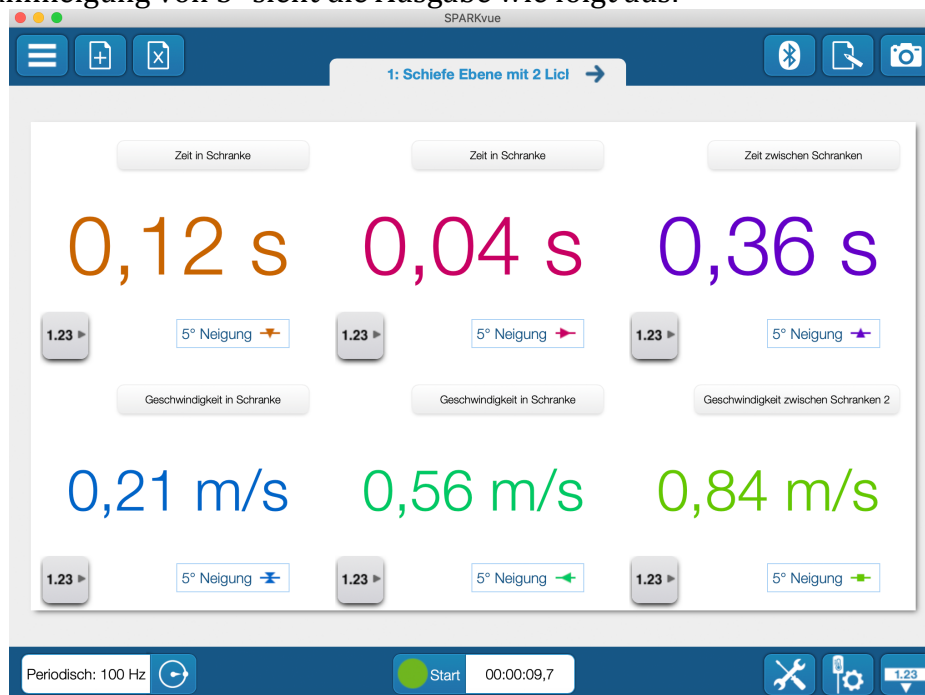 SPARKvue
1: Schiefe Ebene mit 2 Licl
Zeit in Schranke
Zeit in Schranke
Zeit zwischen Schranken
0,12 s
0,04 s
0,36 s
1.23
5° Neigung
1.23
5° Neigung
1.23
5° Neigung
Geschwindigkeit in Schranke
Geschwindigkeit in Schranke
Geschwindigkeit zwischen Schranken 2
0,21 m/s
0,56 m/s
0,84 m/s
1.23
5° Neigung
1.23
5° Neigung
1.23
5° Neigung
Periodisch: 100 Hz
Start
00:00:09,7
1.23